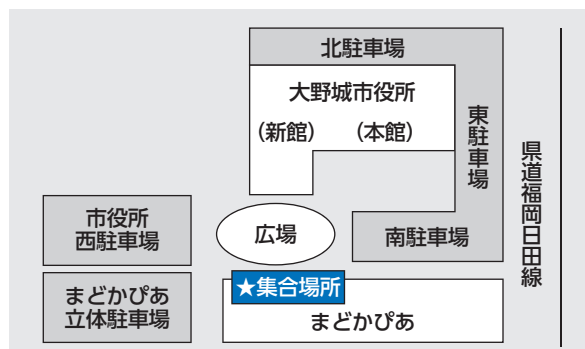 北駐車場
大野城市役所
(新館) (本館)
東駐車場
県道福岡日田線
市役所
西駐車場
広場
南駐車場
★集合場所
まどかぴあ
立体駐車場
まどかぴあ